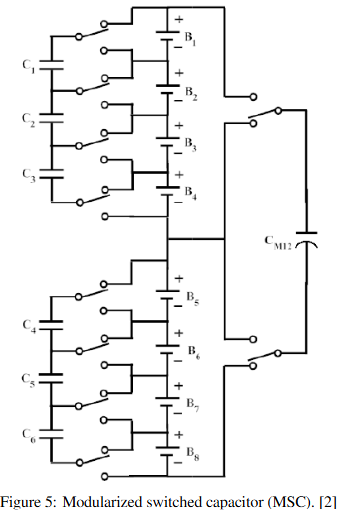 +
B1
−
C1
+
B2
−
C2
+
B3
−
C3
+
B4
−
CM12
+
B5
−
C4
+
B6
−
C5
+
B7
−
C6
+
B8
−
Figure 5: Modularized switched capacitor (MSC). [2]